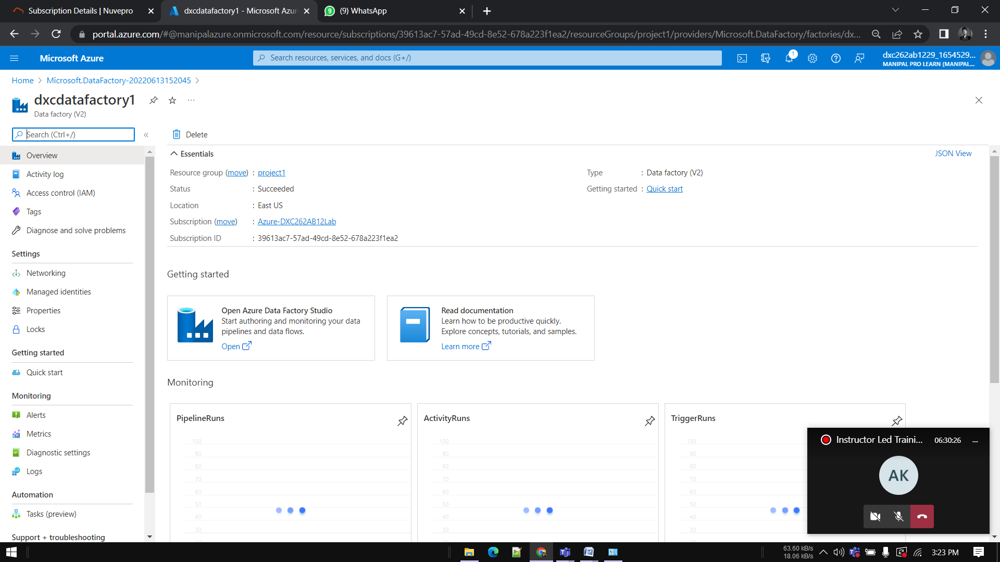 Subscription Details | Nuvepro
dxcdatafactory1 - Microsoft Azur
(9) WhatsApp
portal.azure.com/#@manipalazure.onmicrosoft.com/resource/subscriptions/39613ac7-57ad-49cd-8e52-678a223f1ea2/resourceGroups/project1/providers/Microsoft.DataFactory/factories/dx...
Microsoft Azure
Search resources, services, and docs (G+/)
1
dxc262ab1229_1654529...
MANIPAL PRO LEARN (MANIPAL...
Home > Microsoft.DataFactory-20220613152045 >
dxcdatafactory1
Data factory (V2)
Search (Ctrl+/)
Delete
Overview
Activity log
Access control (IAM)
Tags
Diagnose and solve problems
Settings
Networking
Managed identities
Properties
Locks
Getting started
Quick start
Monitoring
Alerts
Metrics
Diagnostic settings
Logs
Automation
Tasks (preview)
Support + troubleshooting
Essentials
JSON View
Resource group (move) : project1
Status : Succeeded
Location : East US
Subscription (move) : Azure-DXC262AB12Lab
Subscription ID : 39613ac7-57ad-49cd-8e52-678a223f1ea2
Type : Data factory (V2)
Getting started : Quick start
Getting started
Open Azure Data Factory Studio
Start authoring and monitoring your data
pipelines and data flows.
Open
Read documentation
Learn how to be productive quickly.
Explore concepts, tutorials, and samples.
Learn more
Monitoring
PipelineRuns
100
90
80
70
60
50
40
30
ActivityRuns
100
90
80
70
60
50
40
30
TriggerRuns
100
90
80
70
60
50
40
30
Instructor Led Traini... 06:30:26
AK
63.60 kB/s
18.06 kB/s
3:23 PM